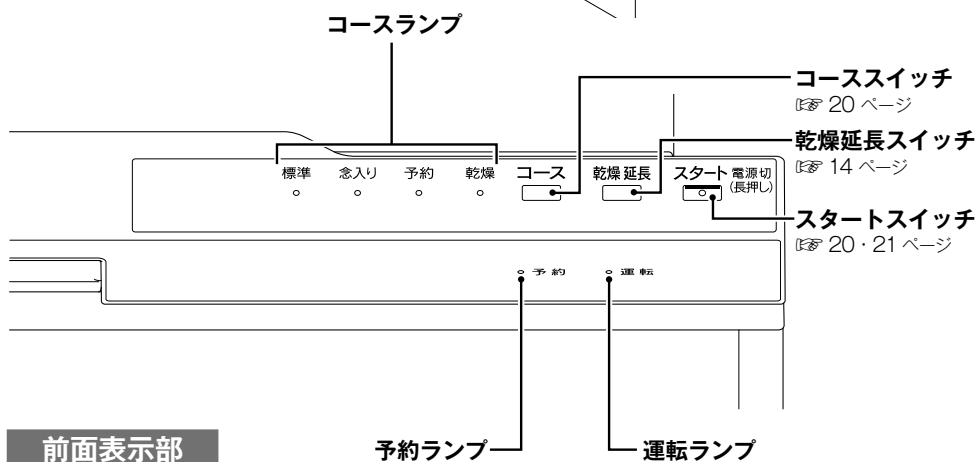 コースランプ
コーススイッチ
☞ 20 ページ
乾燥延長スイッチ
☞ 14 ページ
スタートスイッチ
☞ 20・21 ページ
標準 念入り 予約 乾燥 コース 乾燥 延長 スタート 電源切
(長押し)
予約 運転
前面表示部
予約ランプ 運転ランプ